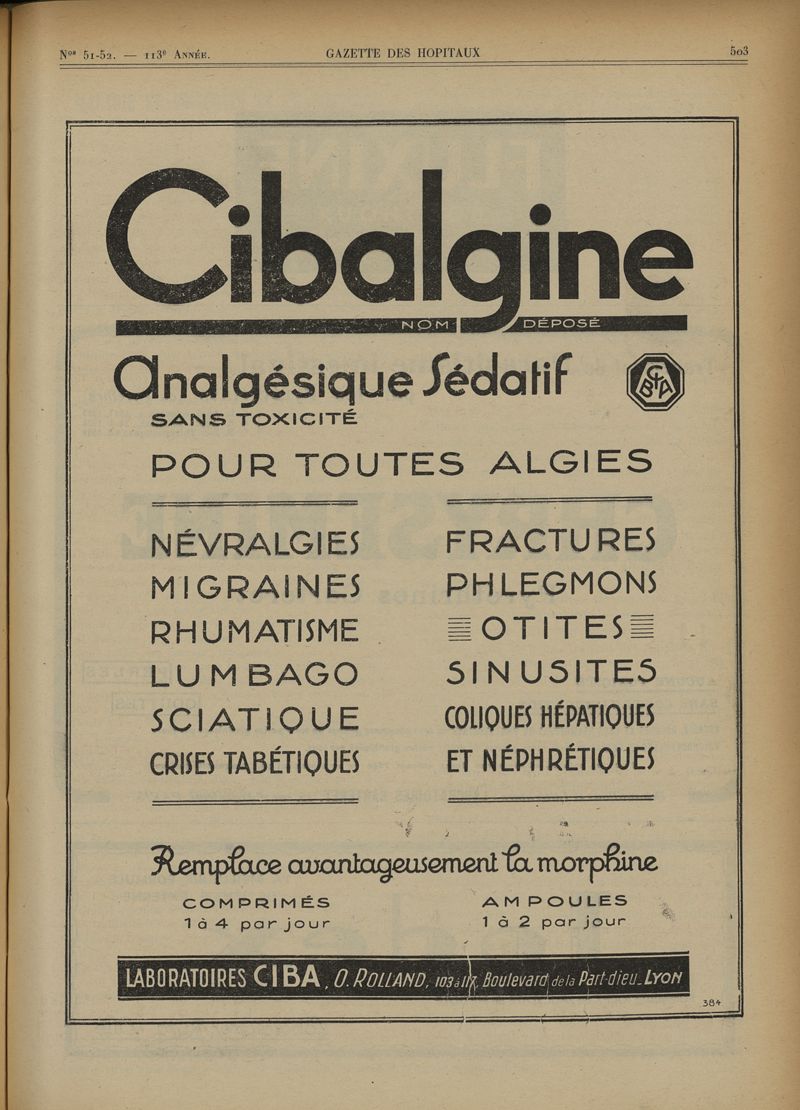 Nos 51-52. — 113e ANNÉE.
GAZETTE DES HOPITAUX
503
Cibalgine
NOM DÉPOSÉ
Analgésique Sédatif
CIBA
SANS TOXICITÉ
POUR TOUTES ALGIES
NÉVRALGIES
MIGRAINES
RHUMATISME
LUMBAGO
SCIATIQUE
CRISES TABÉTIQUES
FRACTURES
PHLEGMONS
OTITES
SINUSITES
COLIQUES HÉPATIQUES
ET NÉPHRÉTIQUES
Remplace avantageusement la morphine
COMPRIMÉS
1 à 4 par jour
AMPOULES
1 à 2 par jour
LABORATOIRES CIBA, O. ROLLAND, 103 à 117, Boulevard de la Part-dieu_LYON
384